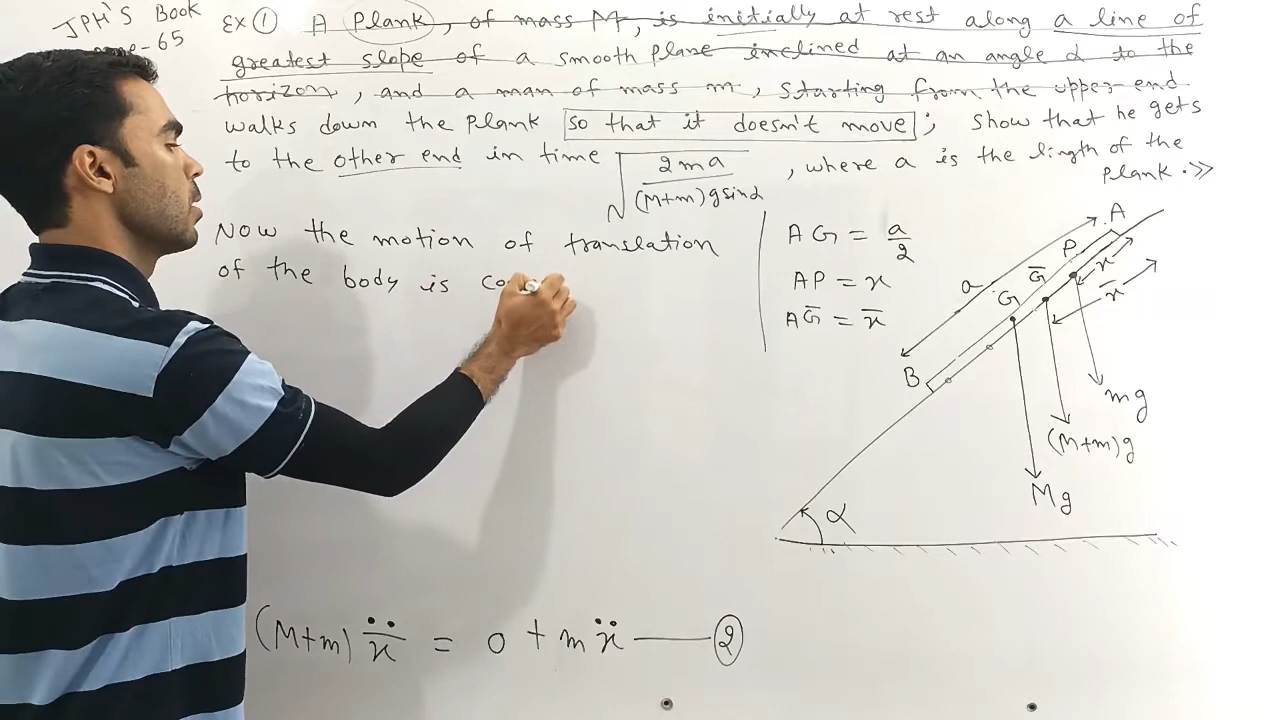 JPH'S Book
-65
Ex ① A Plank, of mass M, is initially at rest along a line of
greatest slope of a smooth plane inclined at an angle α to the
horizon, and a man of mass m, starting from the upper end
walks down the plank so that it doesn't move; show that he gets
to the other end in time √(2ma/(M+m)gsinα), where a is the length of the
plank.>>
Now the motion of translation
of the body is co
AG = a/2
AP = x
AG̅ = x̅
A
P
x
G̅
x̅
a
G
B
mg
(M+m)g
Mg
α
(M+m) x̅̈ = 0 + mẍ —— ②